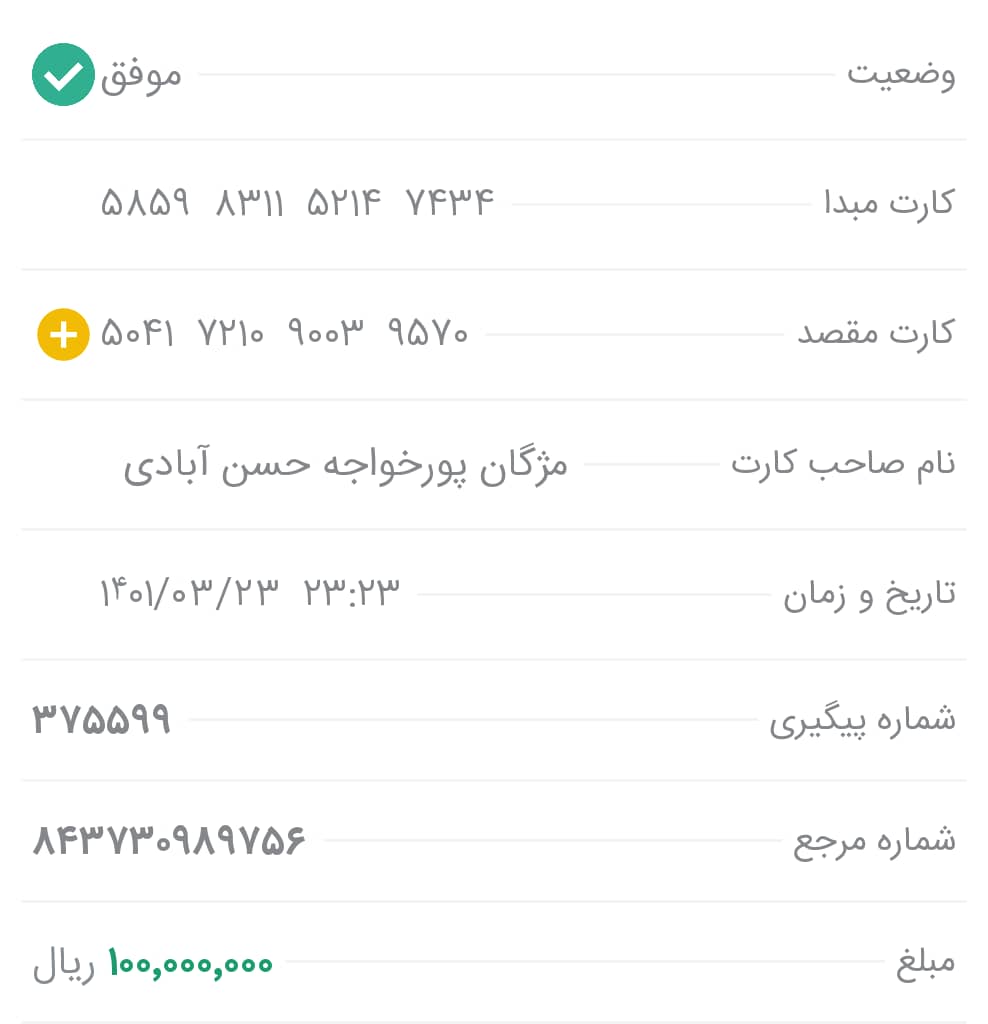 وضعیت موفق
کارت مبدا ۵۸۵۹ ۸۳۱۱ ۵۲۱۴ ۷۴۳۴
کارت مقصد ۵۰۴۱ ۷۲۱۰ ۹۰۰۳ ۹۵۷۰
نام صاحب کارت مژگان پورخواجه حسن آبادی
تاریخ و زمان ۱۴۰۱/۰۳/۲۳ ۲۳:۲۳
شماره پیگیری ۳۷۵۵۹۹
شماره مرجع ۸۴۳۷۳۰۹۸۹۷۵۶
مبلغ ۱۰۰,۰۰۰,۰۰۰ ریال